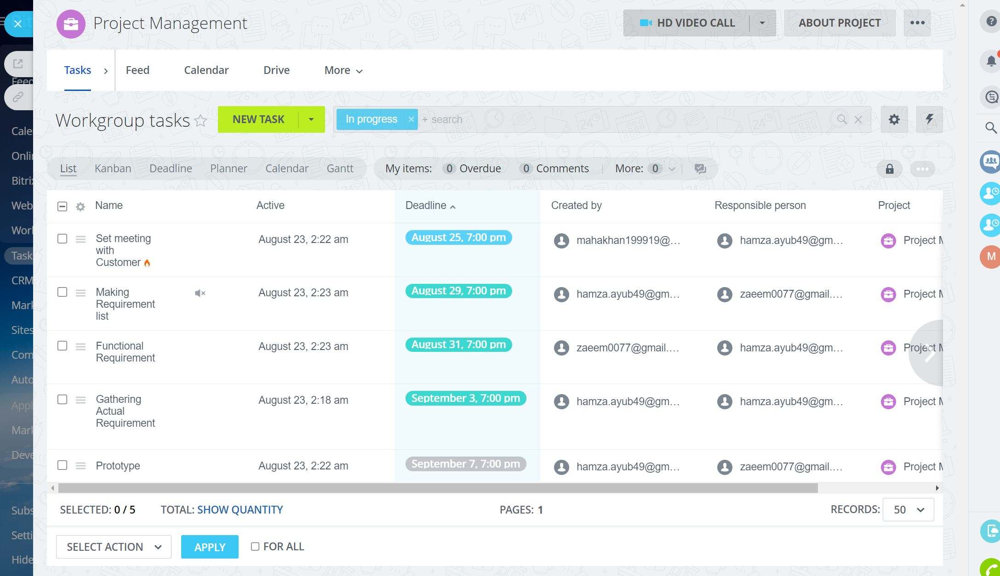 Project Management
HD VIDEO CALL
ABOUT PROJECT
Tasks
Feed
Calendar
Drive
More
Workgroup tasks
NEW TASK
In progress
+ search
List
Kanban
Deadline
Planner
Calendar
Gantt
My items:
0 Overdue
0 Comments
More: 0
Name Active Deadline Created by Responsible person Project
Set meeting
with
Customer
August 23, 2:22 am
August 25, 7:00 pm
mahakhan199919@...
hamza.ayub49@gm...
Project M
Making
Requirement
list
August 23, 2:23 am
August 29, 7:00 pm
hamza.ayub49@gm...
zaeem0077@gmail....
Project M
Functional
Requirement
August 23, 2:23 am
August 31, 7:00 pm
zaeem0077@gmail....
hamza.ayub49@gm...
Project M
Gathering
Actual
Requirement
August 23, 2:18 am
September 3, 7:00 pm
hamza.ayub49@gm...
hamza.ayub49@gm...
Project M
Prototype
August 23, 2:22 am
September 7, 7:00 pm
hamza.ayub49@gm...
zaeem0077@gmail....
Project M
SELECTED: 0 / 5
TOTAL: SHOW QUANTITY
PAGES: 1
RECORDS: 50
SELECT ACTION
APPLY
FOR ALL
Bit
Feed
Cale
Onli
Bitri
Web
Work
Task
CRM
Mark
Sites
Com
Auto
Appl
Mark
Deve
Subs
Setti
Hide
?
M